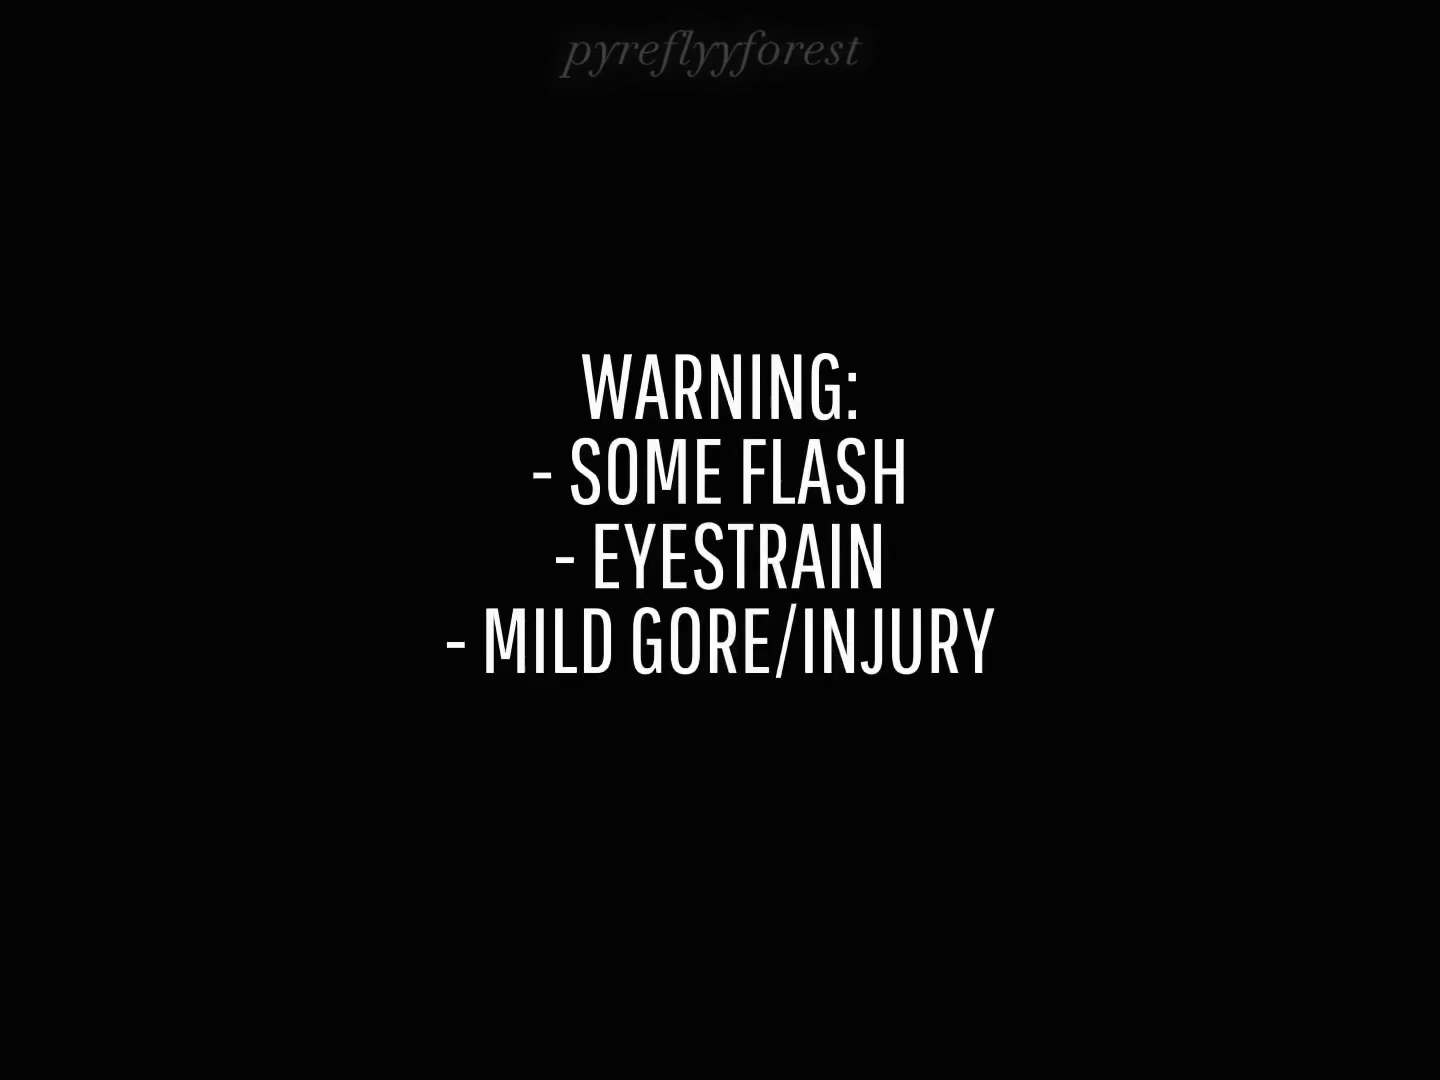 pyreflyyforest
WARNING:
- SOME FLASH
- EYESTRAIN
- MILD GORE/INJURY